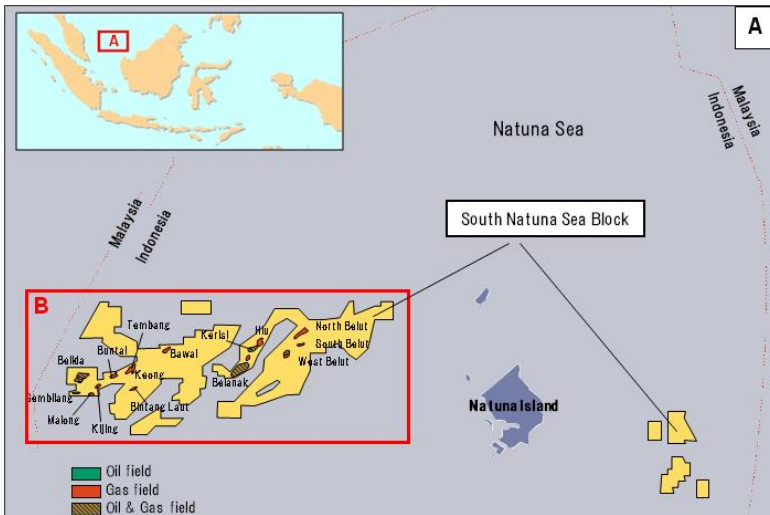 A
A
Natuna Sea
Malaysia
Indonesia
South Natuna Sea Block
Malaysia
Indonesia
B
Tembang
Kerisi
Hiu
North Belut
South Belut
Buntal
Bawal
West Belut
Belida
Keong
Belanak
Gembilang
Bintang Laut
Malong
Kijing
Natuna Island
Oil field
Gas field
Oil & Gas field